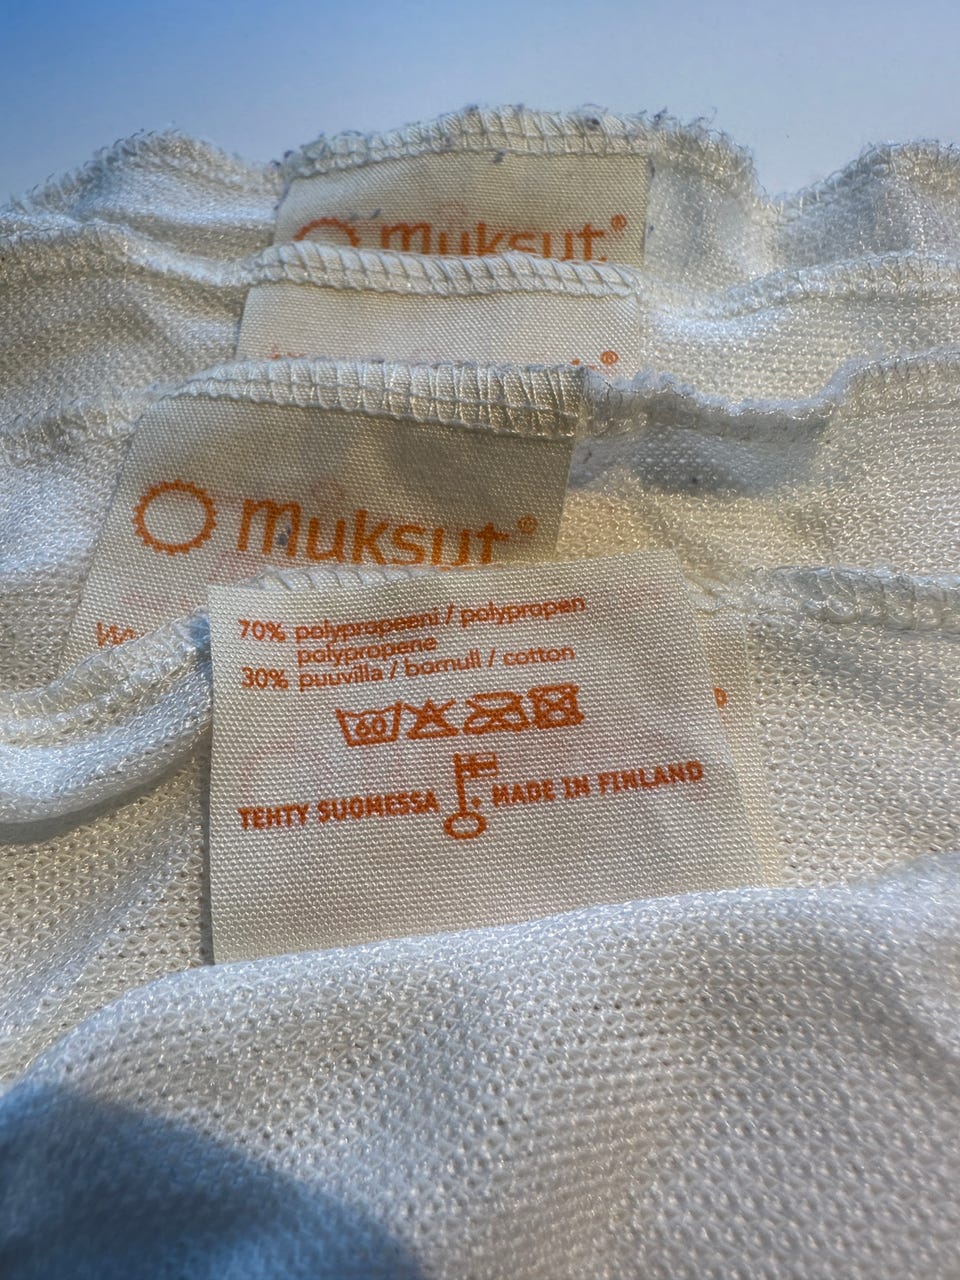 muksut®
®
muksut®
70% polypropeeni / polypropen
polypropene
30% puuvilla / bomull / cotton
60
TEHTY SUOMESSA MADE IN FINLAND